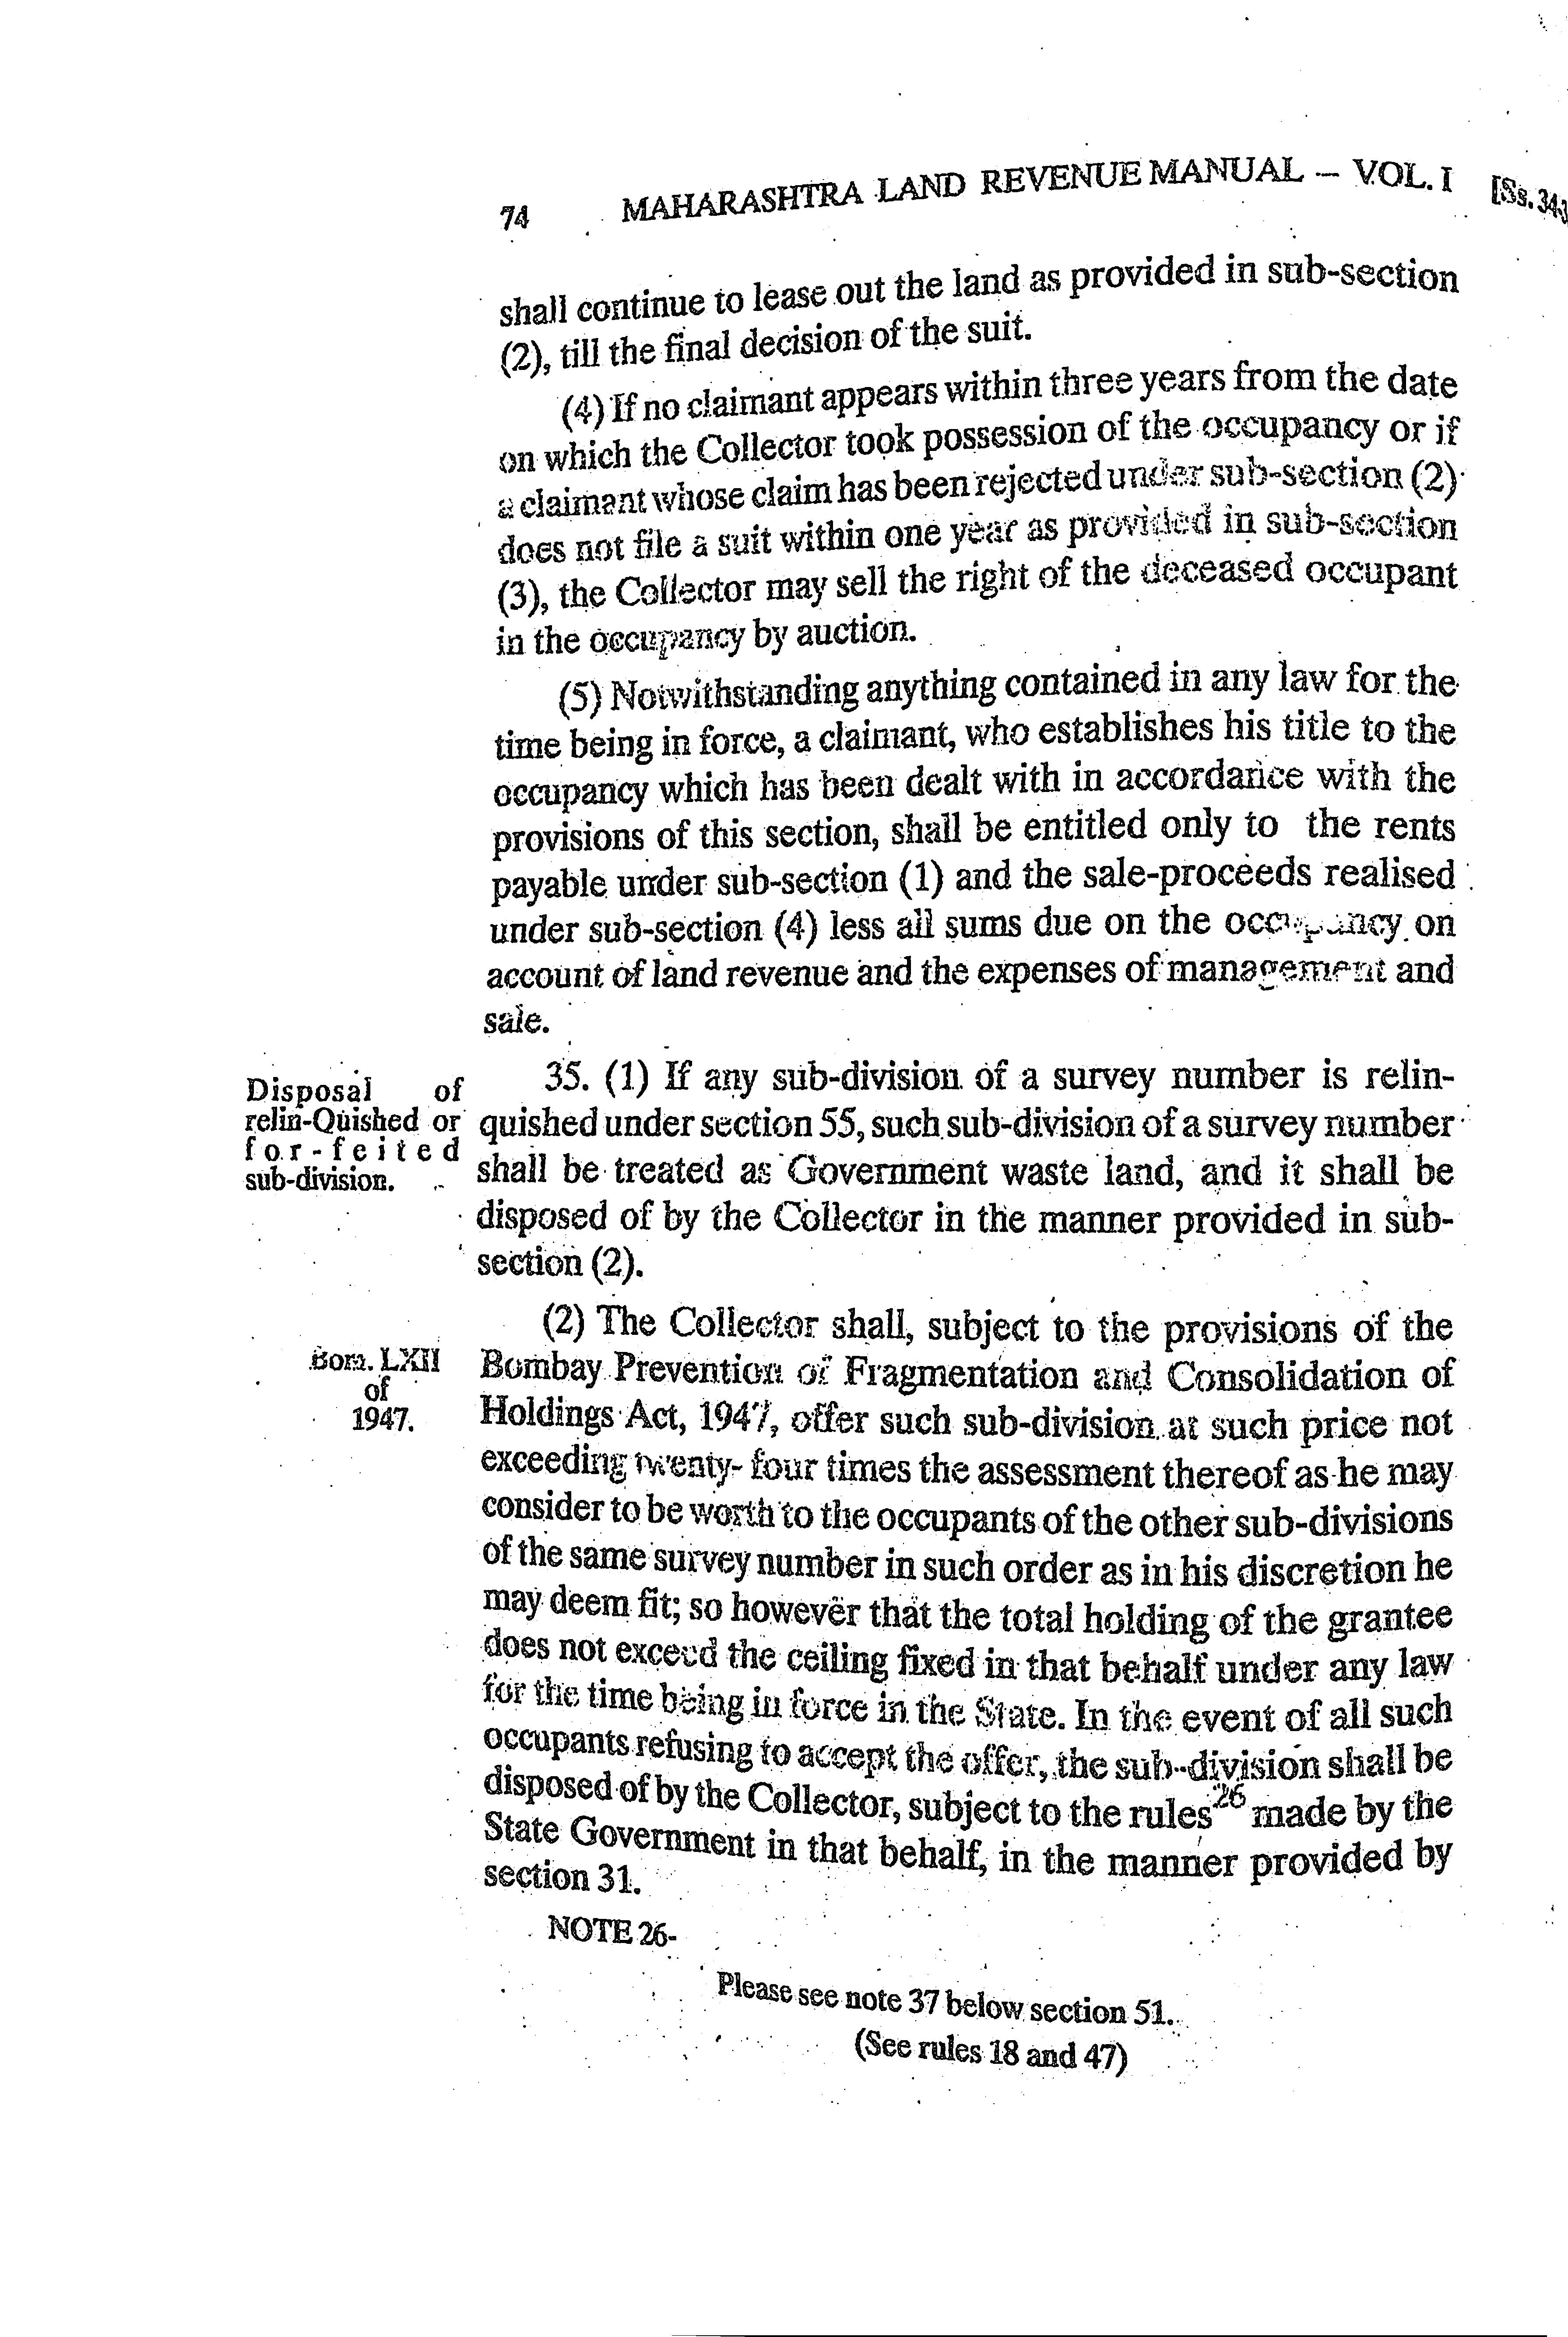 74 MAHARASHTRA LAND REVENUE MANUAL – VOL. I [Ss. 34
shall continue to lease out the land as provided in sub-section
(2), till the final decision of the suit.
(4) If no claimant appears within three years from the date
on which the Collector took possession of the occupancy or if
a claimant whose claim has been rejected under sub-section (2)
does not file a suit within one year as provided in sub-section
(3), the Collector may sell the right of the deceased occupant
in the occupancy by auction.
(5) Notwithstanding anything contained in any law for the
time being in force, a claimant, who establishes his title to the
occupancy which has been dealt with in accordance with the
provisions of this section, shall be entitled only to the rents
payable under sub-section (1) and the sale-proceeds realised
under sub-section (4) less all sums due on the occupancy on
account of land revenue and the expenses of management and
sale.
Disposal of
relin-Quished or
for-feited
sub-division.
35. (1) If any sub-division of a survey number is relin-
quished under section 55, such sub-division of a survey number
shall be treated as Government waste land, and it shall be
disposed of by the Collector in the manner provided in sub-
section (2).
Bom. LXII
of
1947.
(2) The Collector shall, subject to the provisions of the
Bombay Prevention of Fragmentation and Consolidation of
Holdings Act, 1947, offer such sub-division at such price not
exceeding twenty- four times the assessment thereof as he may
consider to be worth to the occupants of the other sub-divisions
of the same survey number in such order as in his discretion he
may deem fit; so however that the total holding of the grantee
does not exceed the ceiling fixed in that behalf under any law
for the time being in force in the State. In the event of all such
occupants refusing to accept the offer, the sub-division shall be
disposed of by the Collector, subject to the rules26 made by the
State Government in that behalf, in the manner provided by
section 31.
NOTE 26-
Please see note 37 below section 51.
(See rules 18 and 47)